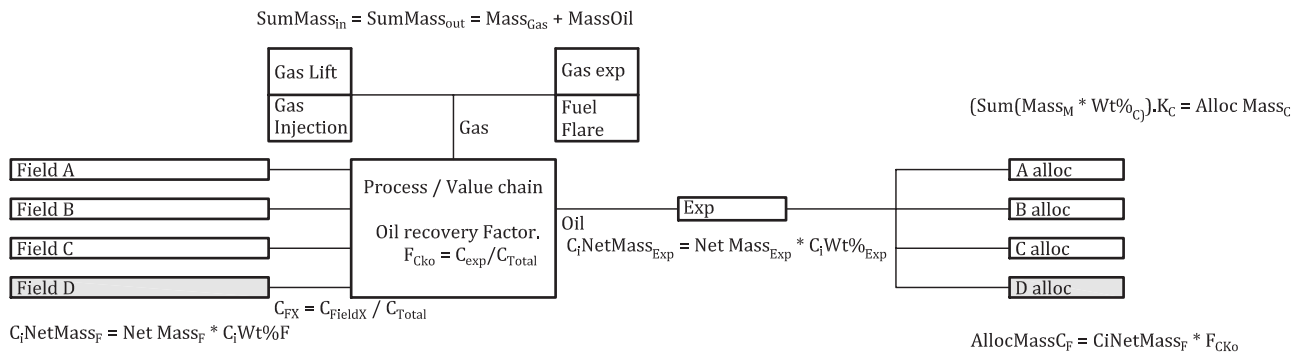 SumMass_in = SumMass_out = Mass_Gas + MassOil
Gas Lift
Gas exp
Gas
Injection
Fuel
Flare
Gas
(Sum(Mass_M * Wt%_C)).K_C = Alloc Mass_C
Field A
Field B
Field C
Field D
Process / Value chain
Oil recovery Factor.
F_Cko = C_exp/C_Total
Oil
Exp
C_iNetMass_Exp = Net Mass_Exp * C_iWt%_Exp
A alloc
B alloc
C alloc
D alloc
C_FX = C_FieldX / C_Total
C_iNetMass_F = Net Mass_F * C_iWt%F
AllocMassC_F = CiNetMass_F * F_CKo